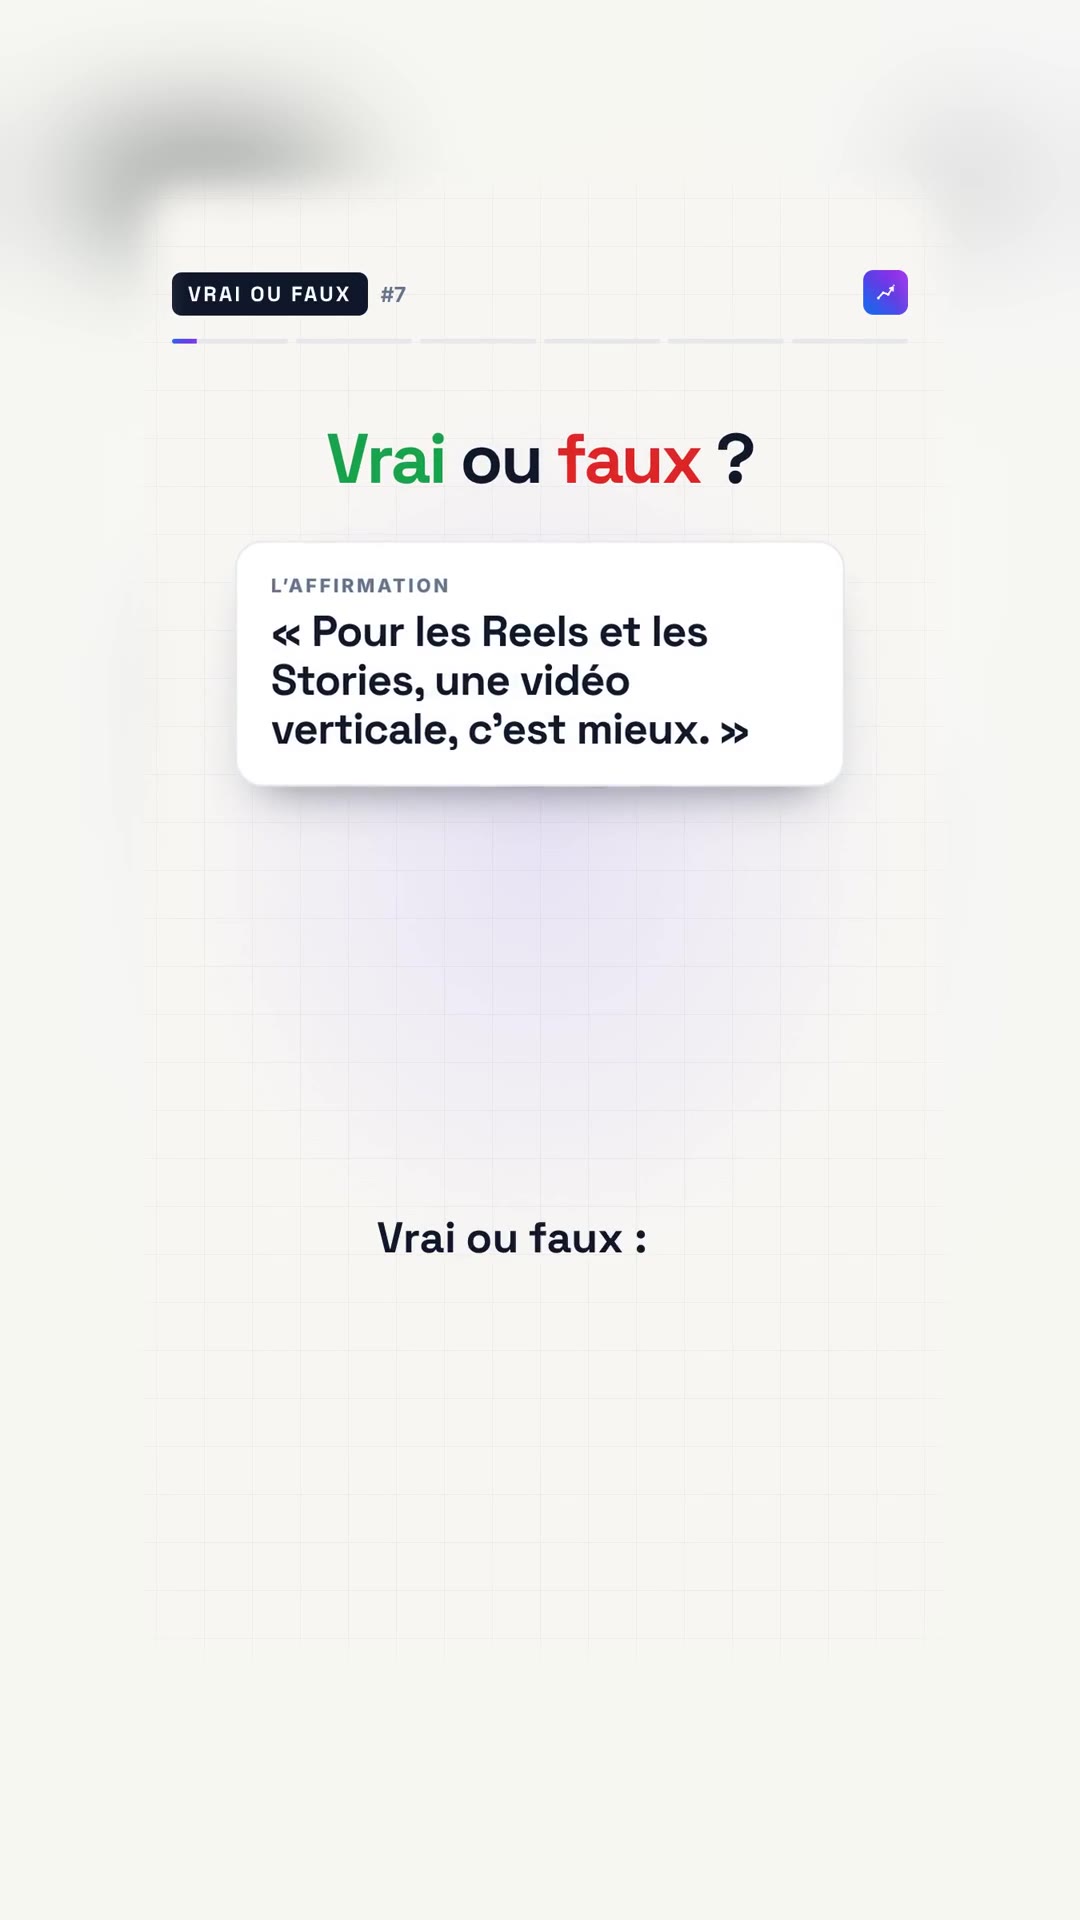 VRAI OU FAUX #7
Vrai ou faux ?
L’AFFIRMATION
« Pour les Reels et les
Stories, une vidéo
verticale, c’est mieux. »
Vrai ou faux :